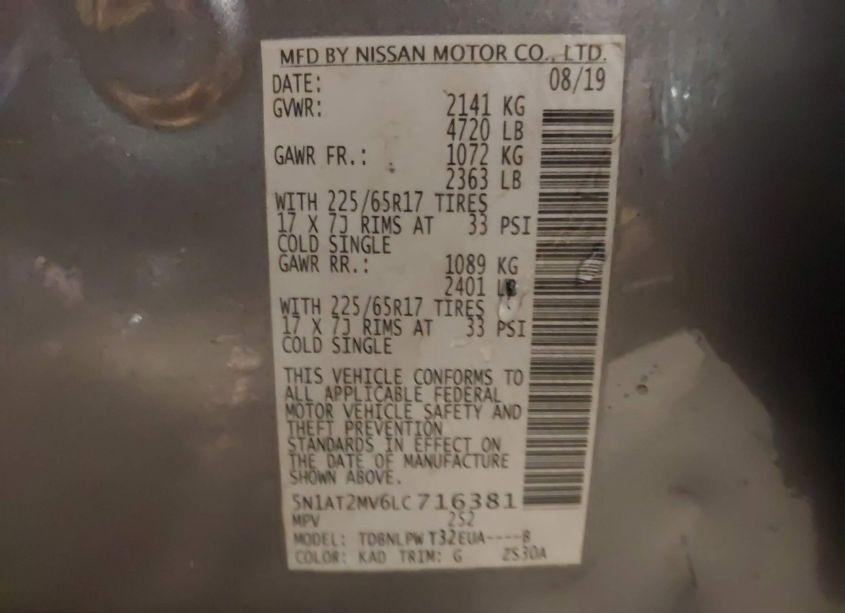 MFD BY NISSAN MOTOR CO., LTD.
DATE: 08/19
GVWR: 2141 KG
4720 LB
GAWR FR.: 1072 KG
2363 LB
WITH 225/65R17 TIRES
17 X 7J RIMS AT 33 PSI
COLD SINGLE
GAWR RR.: 1089 KG
2401 LB
WITH 225/65R17 TIRES
17 X 7J RIMS AT 33 PSI
COLD SINGLE
THIS VEHICLE CONFORMS TO
ALL APPLICABLE FEDERAL
MOTOR VEHICLE SAFETY AND
THEFT PREVENTION
STANDARDS IN EFFECT ON
THE DATE OF MANUFACTURE
SHOWN ABOVE.
5N1AT2MV6LC716381
MPV 252
MODEL: TDBNLPW T32EUA----B
COLOR: KAD TRIM: G 2S30A